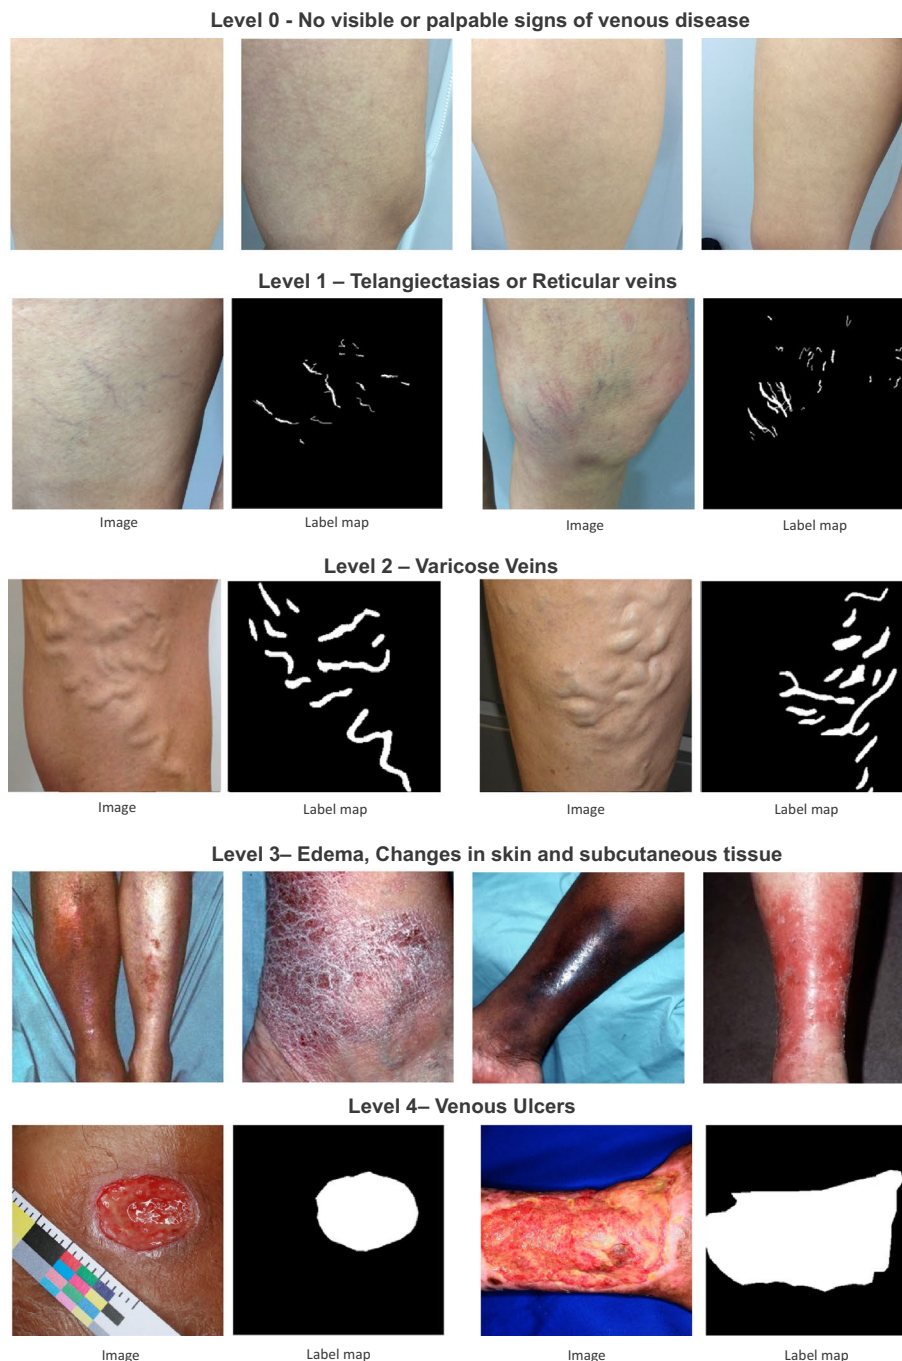 Level 0 - No visible or palpable signs of venous disease
Level 1 – Telangiectasias or Reticular veins
Image Label map Image Label map
Level 2 – Varicose Veins
Image Label map Image Label map
Level 3– Edema, Changes in skin and subcutaneous tissue
Level 4– Venous Ulcers
Image Label map Image Label map